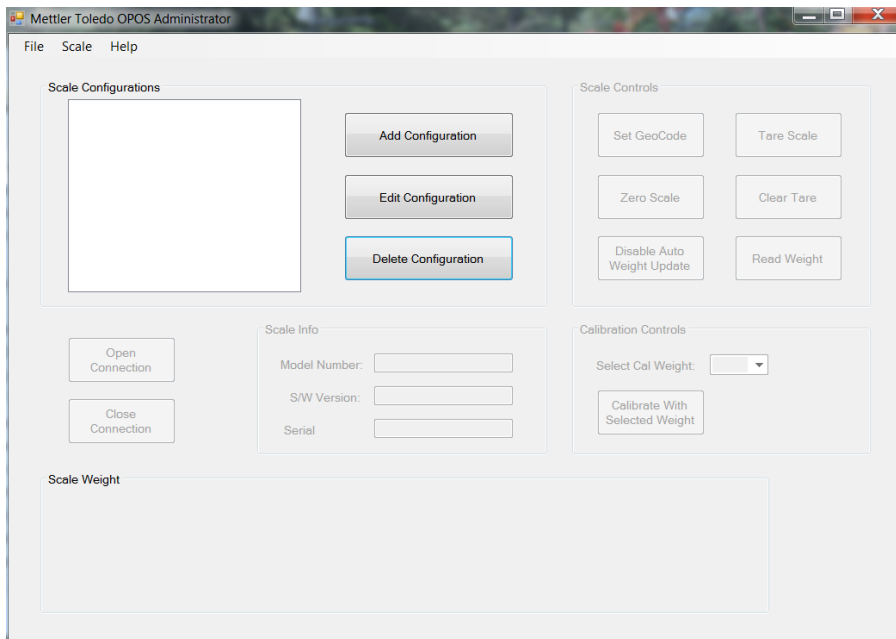 Mettler Toledo OPOS Administrator
File Scale Help
Scale Configurations
Add Configuration
Edit Configuration
Delete Configuration
Scale Controls
Set GeoCode
Tare Scale
Zero Scale
Clear Tare
Disable Auto
Weight Update
Read Weight
Open
Connection
Close
Connection
Scale Info
Model Number:
S/W Version:
Serial
Calibration Controls
Select Cal Weight:
Calibrate With
Selected Weight
Scale Weight